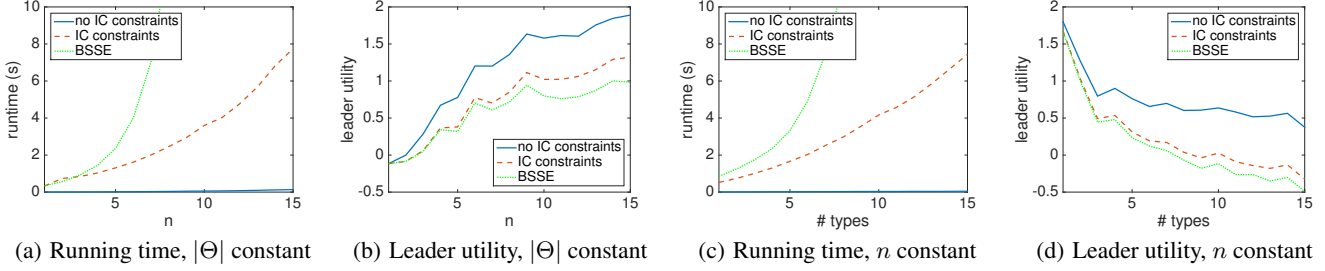 10
8
6
4
2
0
5
10
15
runtime (s)
n
no IC constraints
IC constraints
BSSE
(a) Running time, |Θ| constant
2
1.5
1
0.5
0
-0.5
5
10
15
leader utility
n
no IC constraints
IC constraints
BSSE
(b) Leader utility, |Θ| constant
10
8
6
4
2
0
5
10
15
runtime (s)
# types
no IC constraints
IC constraints
BSSE
(c) Running time, n constant
2
1.5
1
0.5
0
-0.5
5
10
15
leader utility
# types
no IC constraints
IC constraints
BSSE
(d) Leader utility, n constant